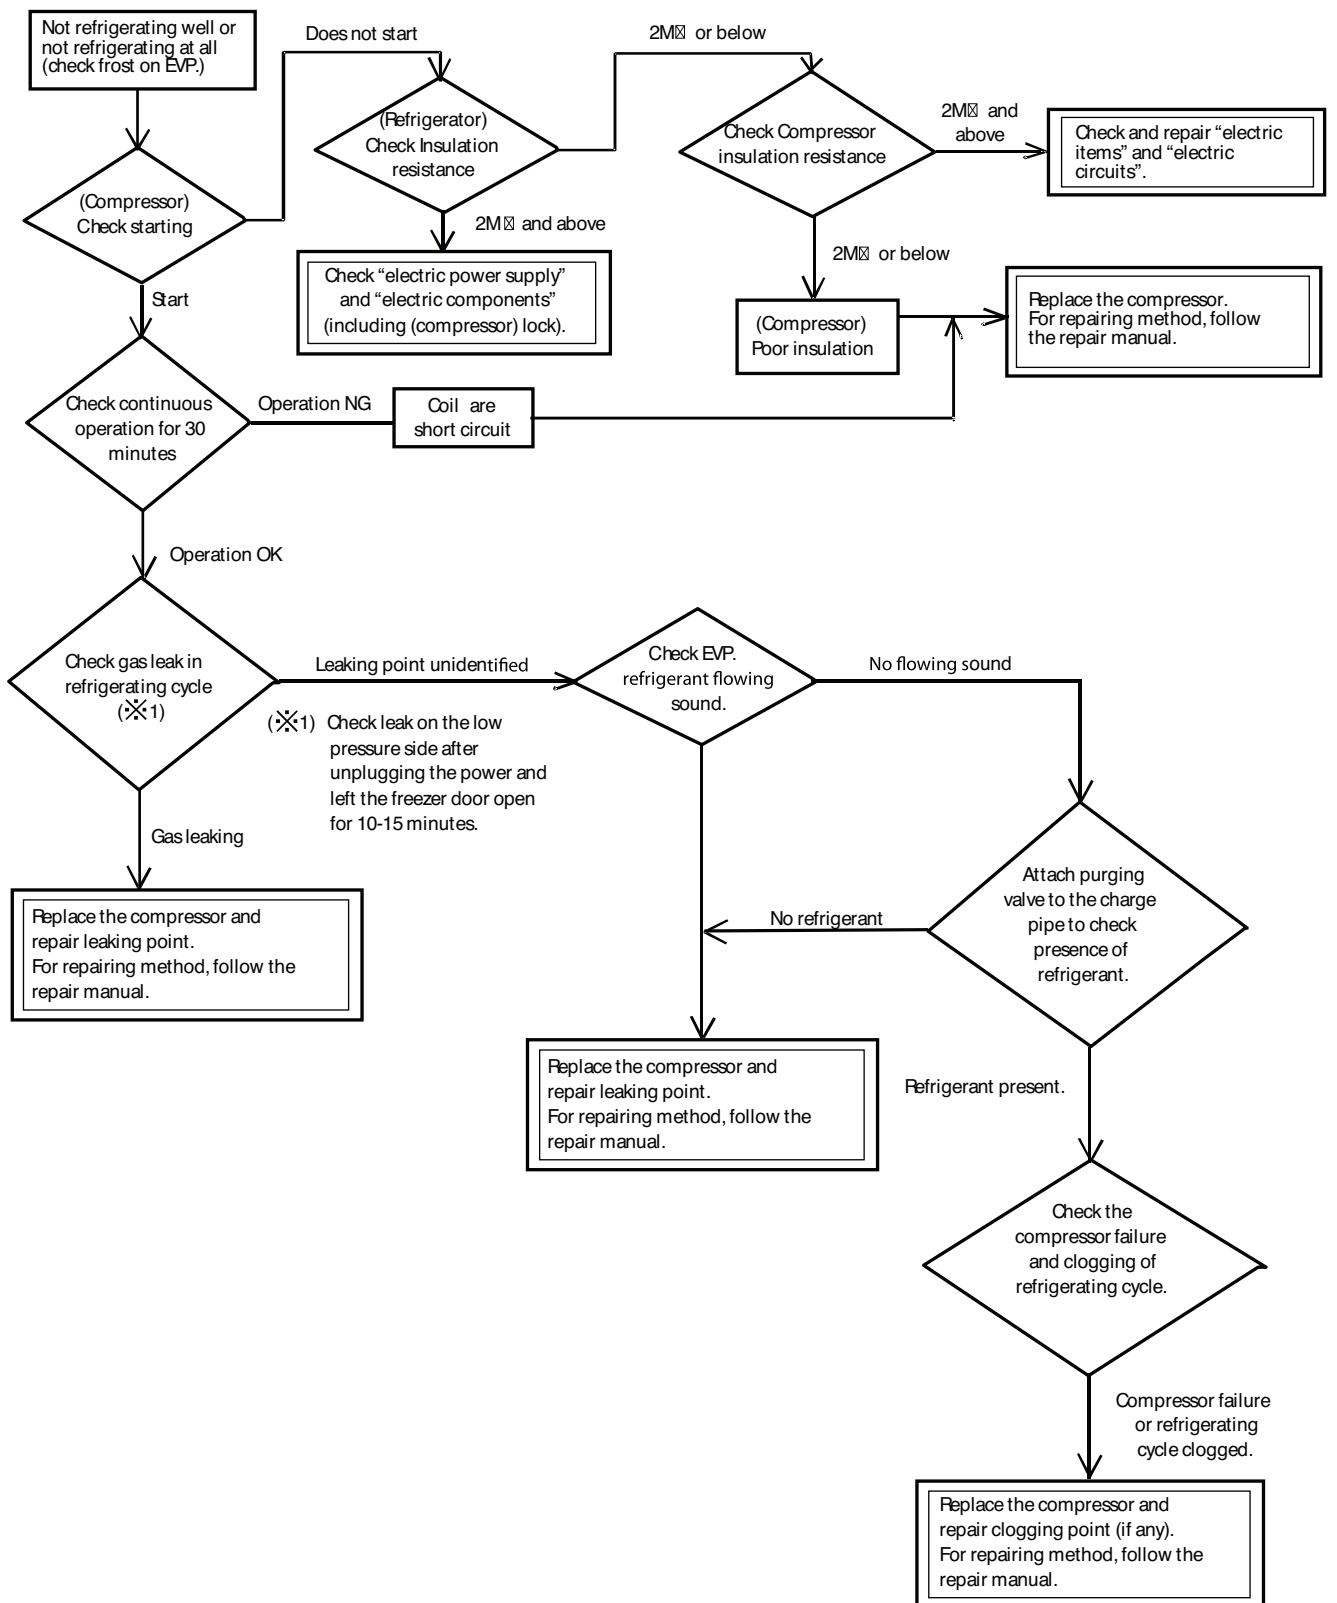 Not refrigerating well or
not refrigerating at all
(check frost on EVP.)
Does not start
2M▯ or below
(Refrigerator)
Check Insulation
resistance
Check Compressor
insulation resistance
2M▯ and
above
Check and repair “electric
items” and “electric
circuits”.
(Compressor)
Check starting
2M▯ and above
2M▯ or below
Check “electric power supply”
and “electric components”
(including (compressor) lock).
Start
(Compressor)
Poor insulation
Replace the compressor.
For repairing method, follow
the repair manual.
Check continuous
operation for 30
minutes
Operation NG
Coil are
short circuit
Operation OK
Check gas leak in
refrigerating cycle
(※1)
Leaking point unidentified
Check EVP.
refrigerant flowing
sound.
No flowing sound
(※1) Check leak on the low
pressure side after
unplugging the power and
left the freezer door open
for 10-15 minutes.
Gas leaking
Replace the compressor and
repair leaking point.
For repairing method, follow the
repair manual.
Attach purging
valve to the charge
pipe to check
presence of
refrigerant.
No refrigerant
Replace the compressor and
repair leaking point.
For repairing method, follow the
repair manual.
Refrigerant present.
Check the
compressor failure
and clogging of
refrigerating cycle.
Compressor failure
or refrigerating
cycle clogged.
Replace the compressor and
repair clogging point (if any).
For repairing method, follow the
repair manual.